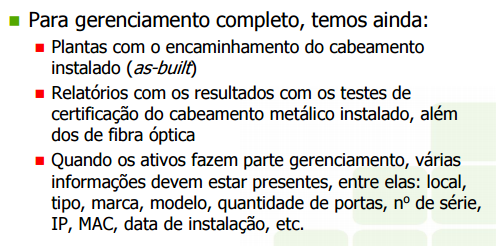 Para gerenciamento completo, temos ainda:
Plantas com o encaminhamento do cabeamento
instalado (as-built)
Relatórios com os resultados com os testes de
certificação do cabeamento metálico instalado, além
dos de fibra óptica
Quando os ativos fazem parte gerenciamento, várias
informações devem estar presentes, entre elas: local,
tipo, marca, modelo, quantidade de portas, nº de série,
IP, MAC, data de instalação, etc.